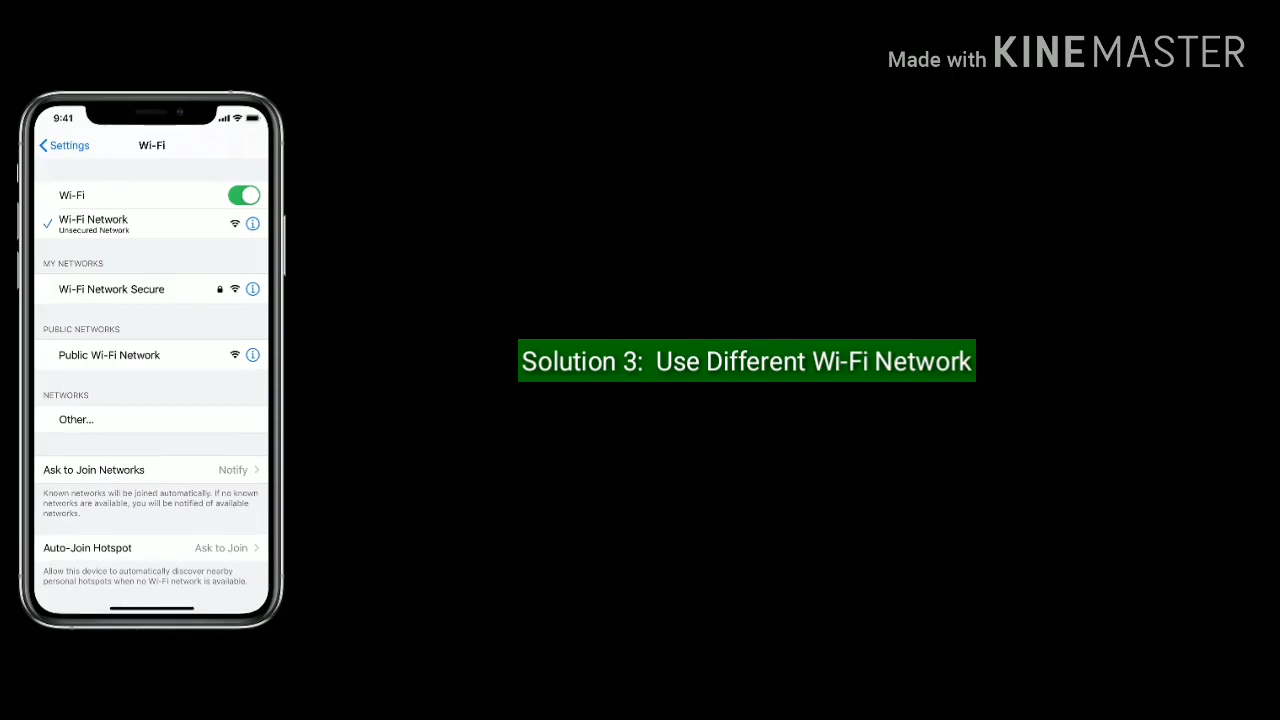 Made with KINEMASTER
9:41
Settings
Wi-Fi
Wi-Fi
Wi-Fi Network
Unsecured Network
MY NETWORKS
Wi-Fi Network Secure
PUBLIC NETWORKS
Public Wi-Fi Network
NETWORKS
Other...
Ask to Join Networks
Notify
Known networks will be joined automatically. If no known
networks are available, you will be notified of available
networks.
Auto-Join Hotspot
Ask to Join
Allow this device to automatically discover nearby
personal hotspots when no Wi-Fi network is available.
Solution 3:  Use Different Wi-Fi Network